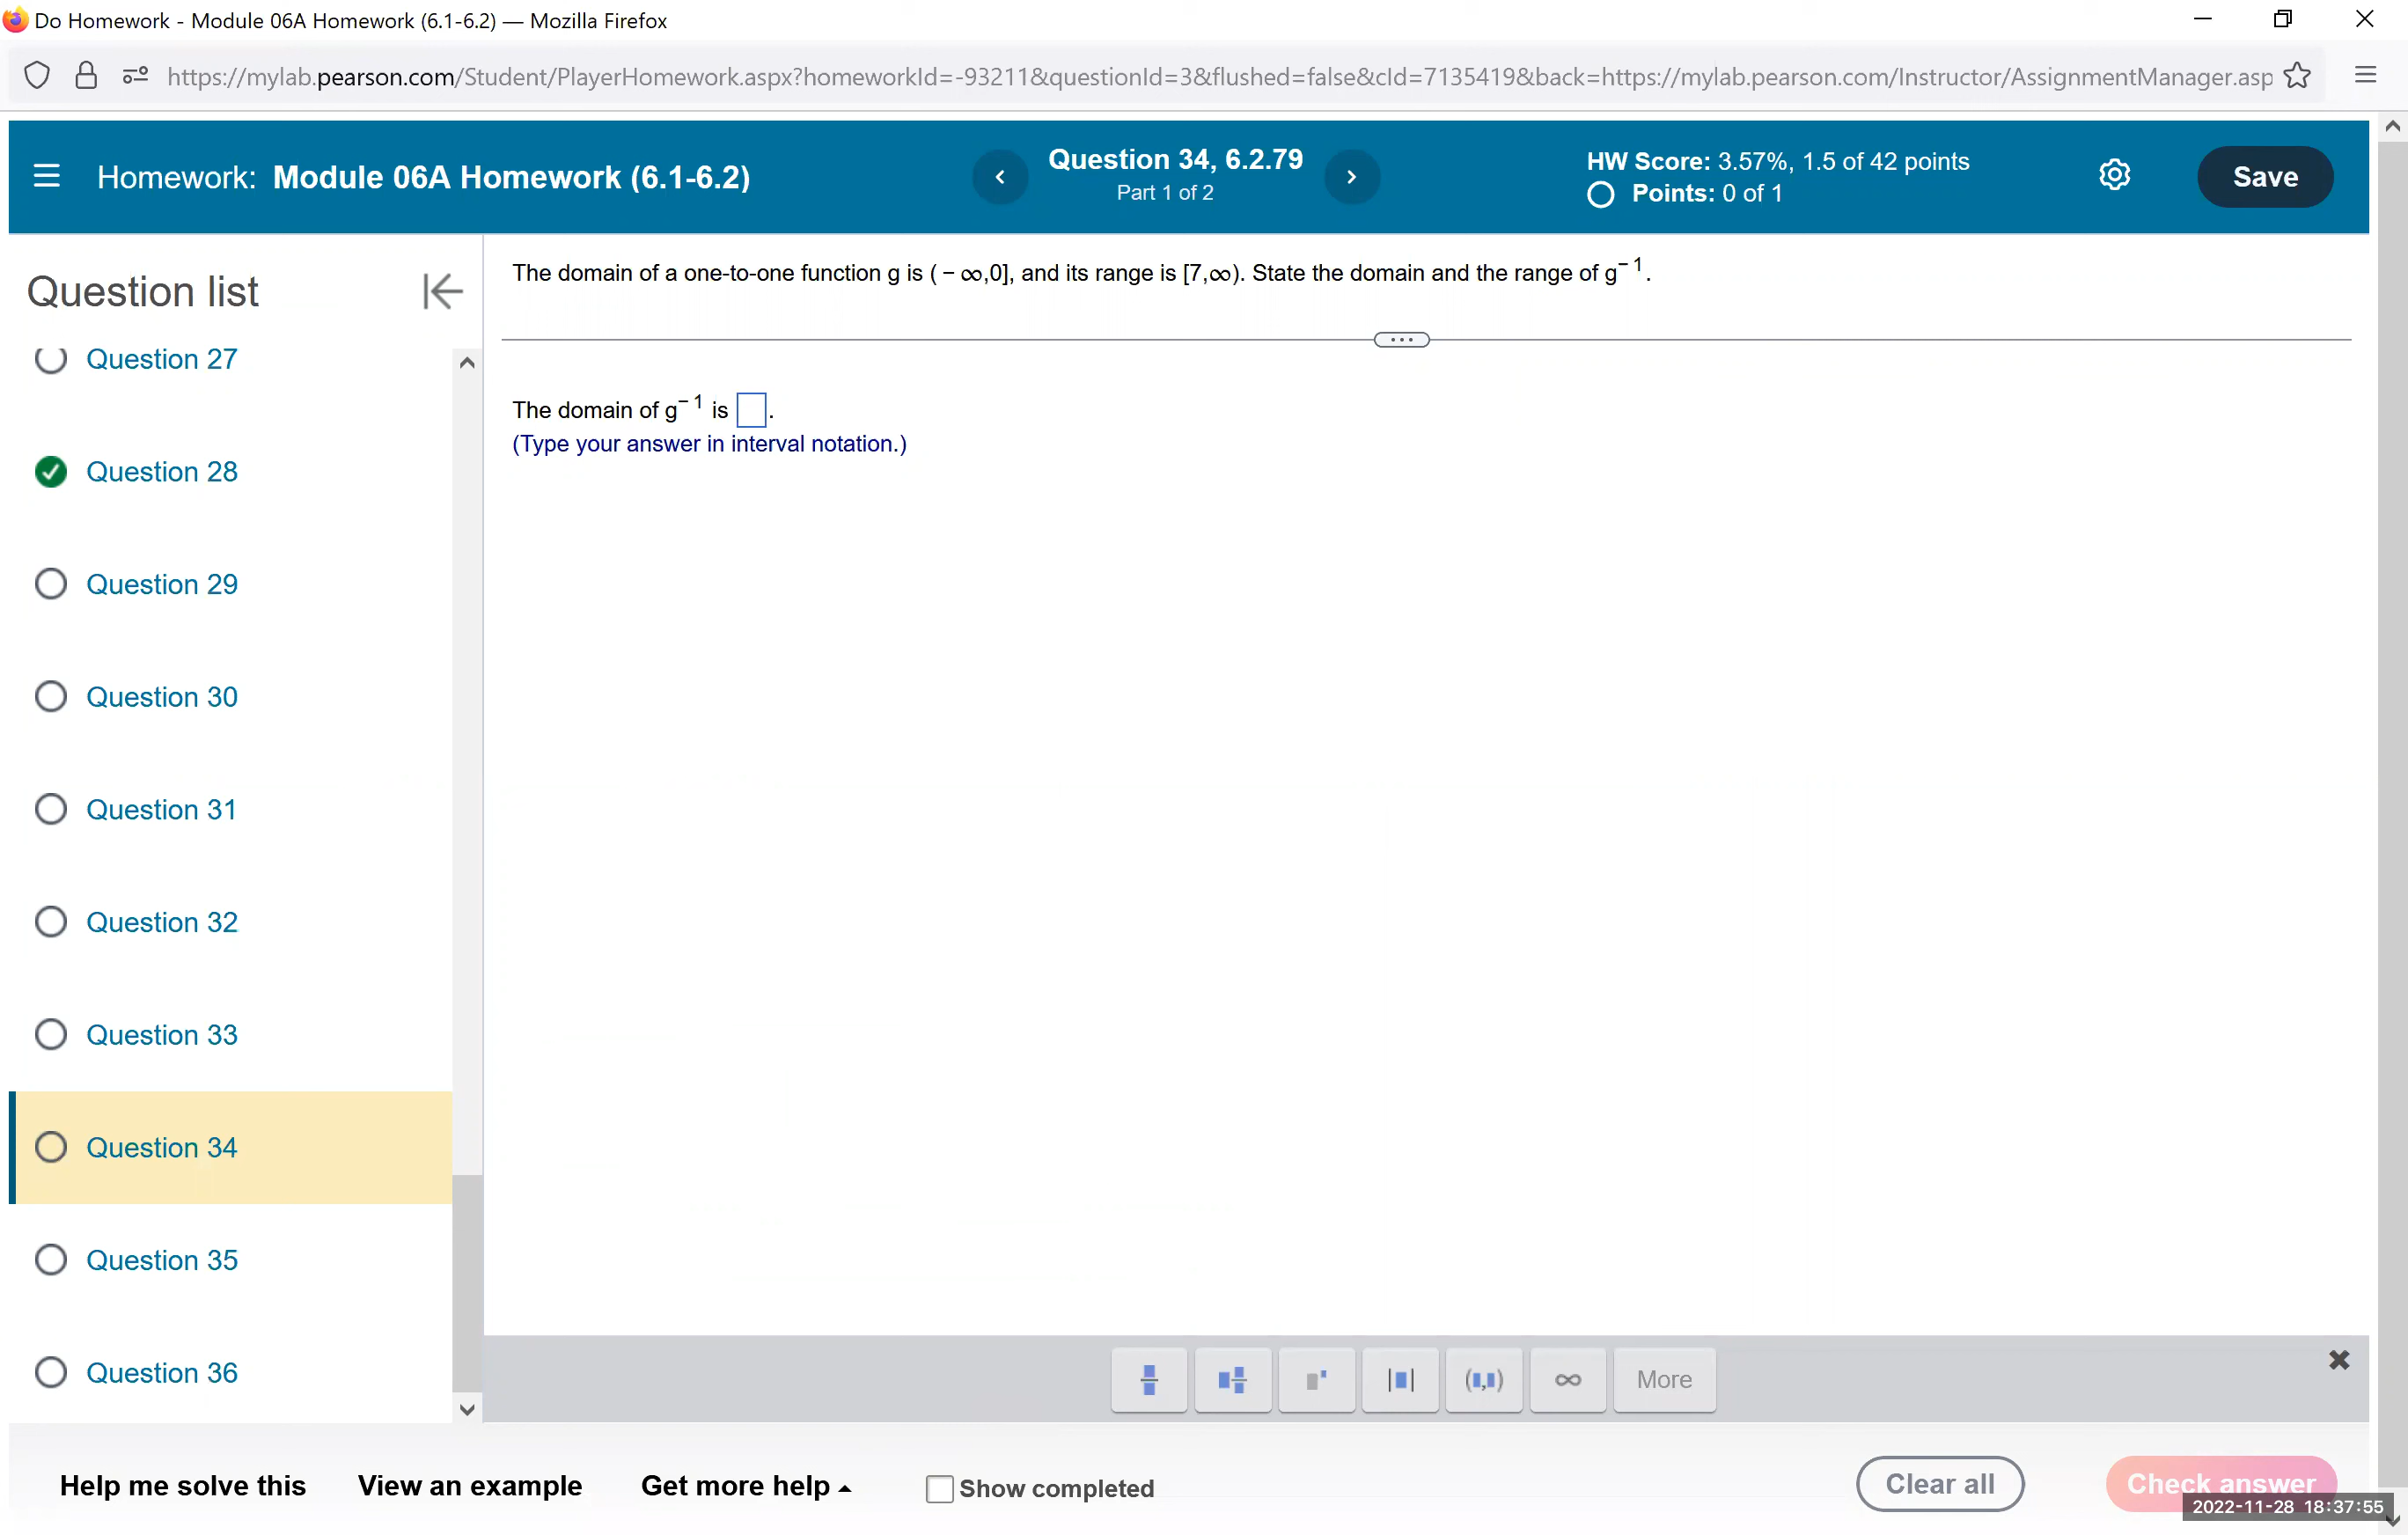 Do Homework - Module 06A Homework (6.1-6.2) — Mozilla Firefox
https://mylab.pearson.com/Student/PlayerHomework.aspx?homeworkId=-93211&questionId=3&flushed=false&cId=7135419&back=https://mylab.pearson.com/Instructor/AssignmentManager.asp
Homework: Module 06A Homework (6.1-6.2)
Question 34, 6.2.79
Part 1 of 2
HW Score: 3.57%, 1.5 of 42 points
Points: 0 of 1
Save
Question list
Question 27
Question 28
Question 29
Question 30
Question 31
Question 32
Question 33
Question 34
Question 35
Question 36
The domain of a one-to-one function g is (−∞,0], and its range is [7,∞). State the domain and the range of g⁻¹.
The domain of g⁻¹ is .
(Type your answer in interval notation.)
∞
More
Help me solve this
View an example
Get more help
Show completed
Clear all
Check answer
2022-11-28 18:37:55